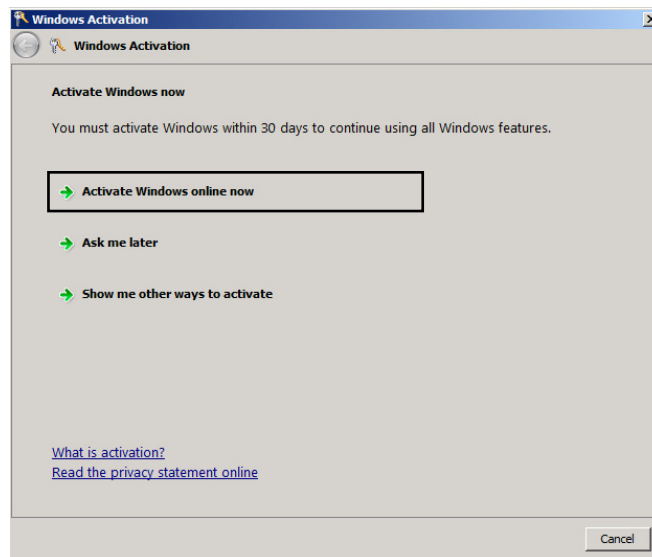 Windows Activation
Windows Activation
Activate Windows now
You must activate Windows within 30 days to continue using all Windows features.
Activate Windows online now
Ask me later
Show me other ways to activate
What is activation?
Read the privacy statement online
Cancel